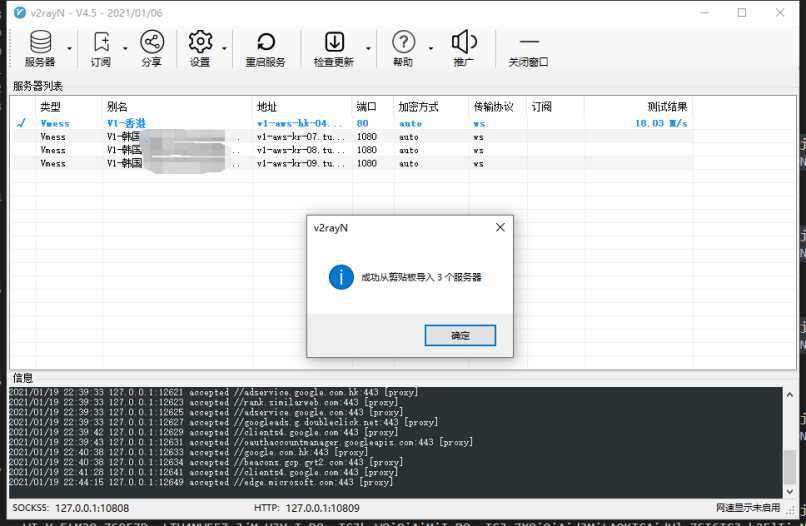 v2rayN - V4.5 - 2021/01/06
服务器 订阅 分享 设置 重启服务 检查更新 帮助 推广 关闭窗口
服务器列表
类型 别名 地址 端口 加密方式 传输协议 订阅 测试结果
Vmess V1-香港 v1-aws-hk-04... 80 auto ws 18.03 M/s
Vmess V1-韩国 .. v1-aws-kr-07.tu... 1080 auto ws
Vmess V1-韩国 .. v1-aws-kr-08.tu... 1080 auto ws
Vmess V1-韩国 .. v1-aws-kr-09.tu... 1080 auto ws
v2rayN
成功从剪贴板导入 3 个服务器
确定
信息
2021/01/19 22:39:33 127.0.0.1:12621 accepted //adservice.google.com.hk:443 [proxy]
2021/01/19 22:39:33 127.0.0.1:12623 accepted //rank.similarweb.com:443 [proxy]
2021/01/19 22:39:33 127.0.0.1:12625 accepted //adservice.google.com:443 [proxy]
2021/01/19 22:39:33 127.0.0.1:12627 accepted //googleads.g.doubleclick.net:443 [proxy]
2021/01/19 22:39:42 127.0.0.1:12629 accepted //clients4.google.com:443 [proxy]
2021/01/19 22:39:43 127.0.0.1:12631 accepted //oauthaccountmanager.googleapis.com:443 [proxy]
2021/01/19 22:40:38 127.0.0.1:12633 accepted //google.com:443 [proxy]
2021/01/19 22:40:38 127.0.0.1:12634 accepted //beacons.gcp.gvt2.com:443 [proxy]
2021/01/19 22:41:28 127.0.0.1:12641 accepted //clients4.google.com:443 [proxy]
2021/01/19 22:44:15 127.0.0.1:12649 accepted //edge.microsoft.com:443 [proxy]
SOCKS5: 127.0.0.1:10808 HTTP: 127.0.0.1:10809 网速显示未启用